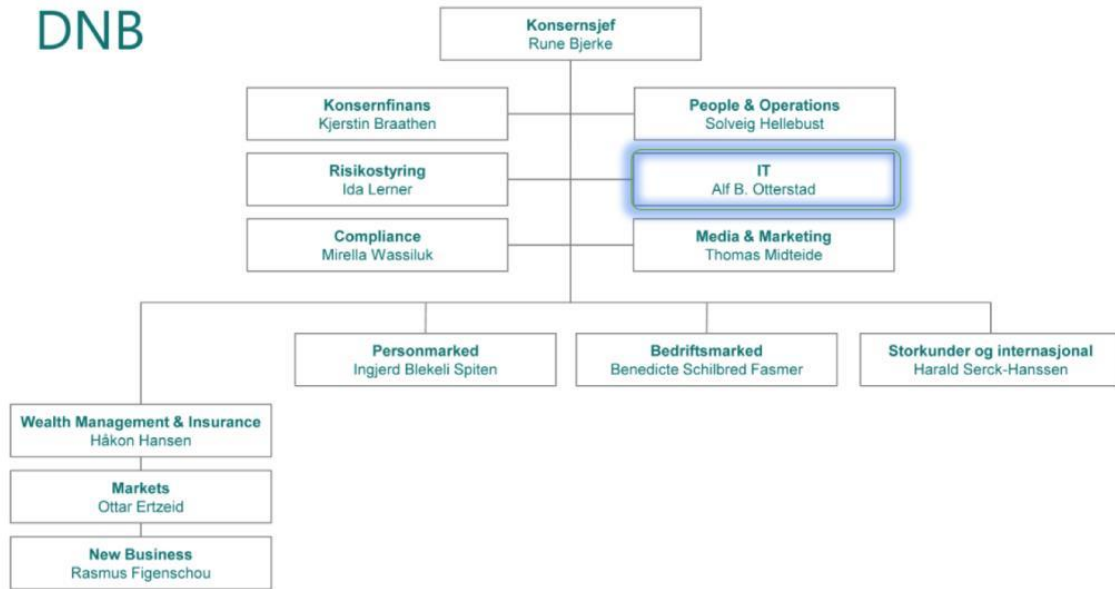 DNB
Konsernsjef
Rune Bjerke
Konsernfinans
Kjerstin Braathen
People & Operations
Solveig Hellebust
Risikostyring
Ida Lerner
IT
Alf B. Otterstad
Compliance
Mirella Wassiluk
Media & Marketing
Thomas Midteide
Personmarked
Ingjerd Blekeli Spiten
Bedriftsmarked
Benedicte Schilbred Fasmer
Storkunder og internasjonal
Harald Serck-Hanssen
Wealth Management & Insurance
Håkon Hansen
Markets
Ottar Ertzeid
New Business
Rasmus Figenschou